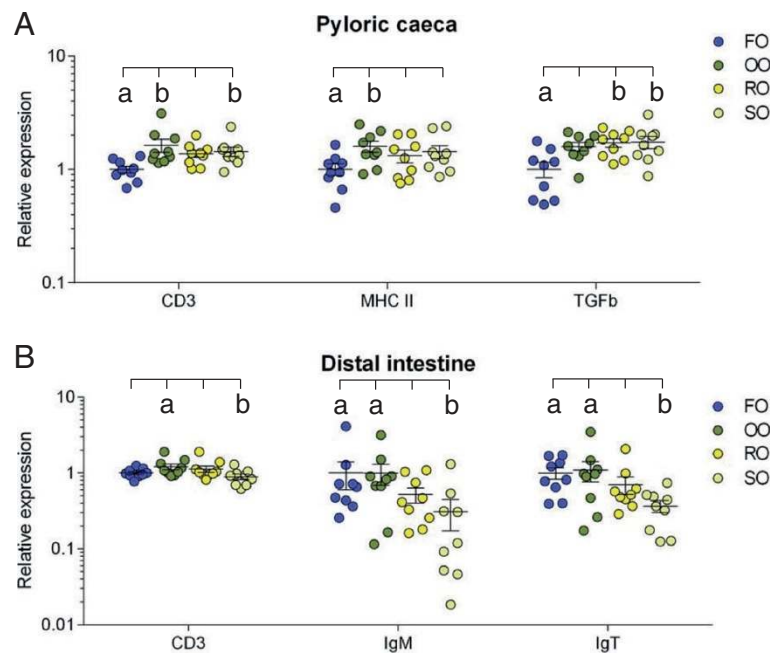 A
Pyloric caeca
10
1
0.1
Relative expression
a b b
a b
a b b
CD3
MHC II
TGFb
FO
OO
RO
SO
B
Distal intestine
10
1
0.1
0.01
Relative expression
a b
a a b
a a b
CD3
IgM
IgT
FO
OO
RO
SO